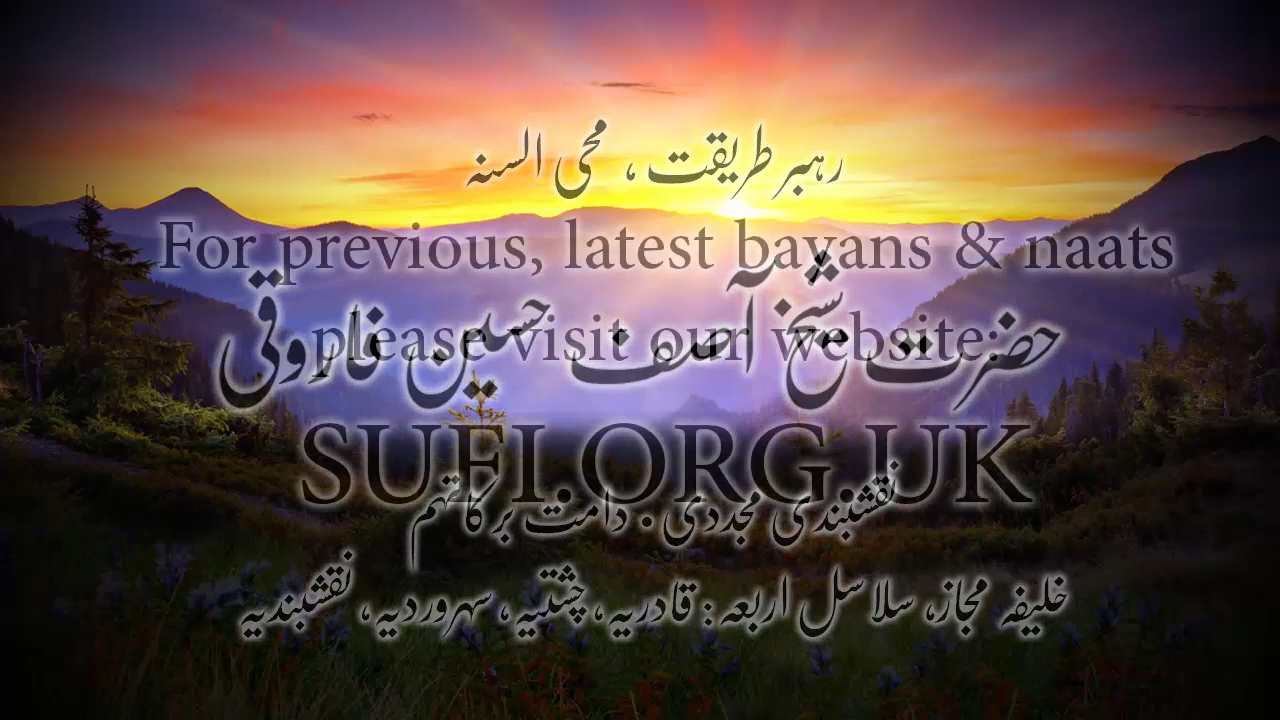 رہبر طریقت، محی السنہ
For previous, latest bayans & naats
حضرت شیخ آصف حسین فاروقی
please visit our website:
SUFI.ORG.UK
نقشبندی مجددی . دامت برکاتہم
خلیفہ مجاز، سلاسل اربعہ: قادریہ، چشتیہ، سہروردیہ، نقشبندیہ